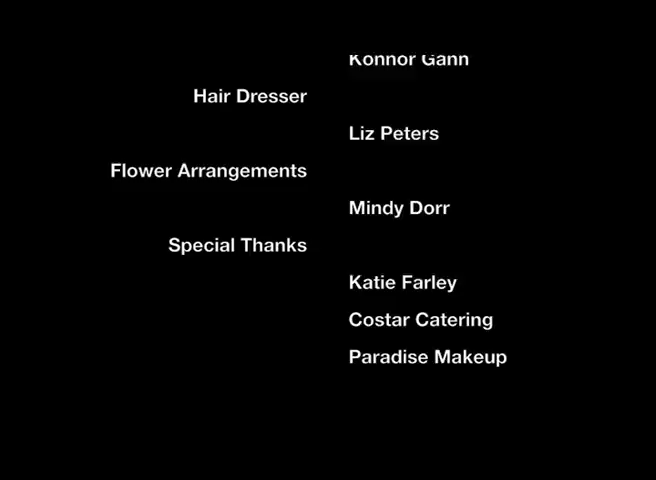 Konnor Gann
Hair Dresser
Liz Peters
Flower Arrangements
Mindy Dorr
Special Thanks
Katie Farley
Costar Catering
Paradise Makeup